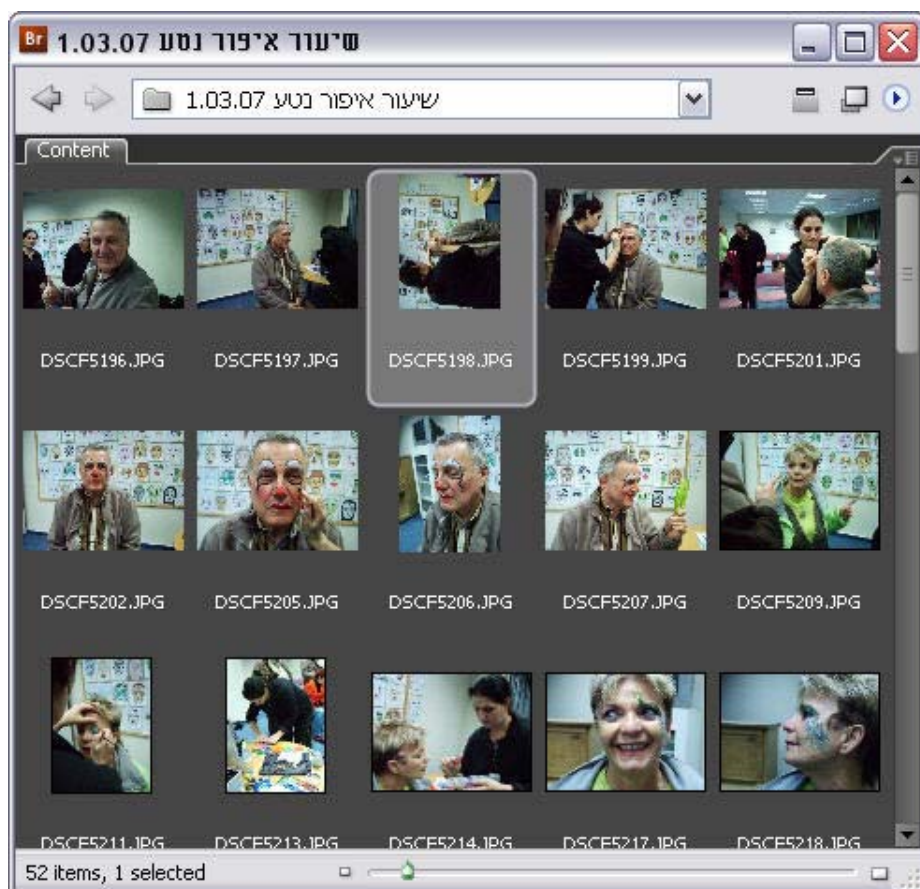 Br שיעור איפור נטע 1.03.07
שיעור איפור נטע 1.03.07
Content
DSCF5196.JPG DSCF5197.JPG DSCF5198.JPG DSCF5199.JPG DSCF5201.JPG
DSCF5202.JPG DSCF5205.JPG DSCF5206.JPG DSCF5207.JPG DSCF5209.JPG
DSCF5211.JPG DSCF5213.JPG DSCF5214.JPG DSCF5217.JPG DSCF5218.JPG
52 items, 1 selected